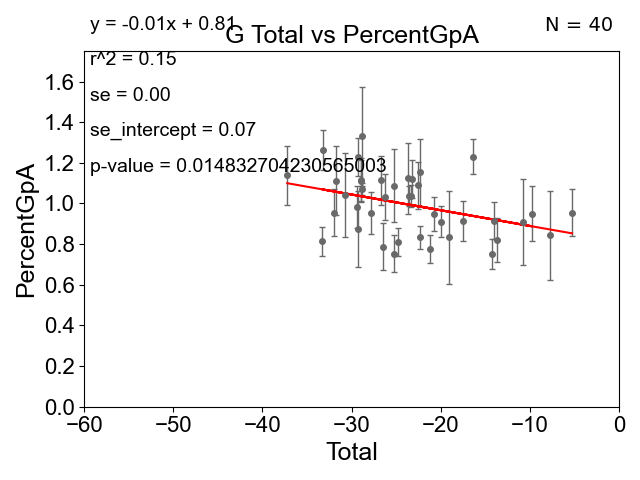 y = -0.01x + 0.81
N = 40
G Total vs PercentGpA
r^2 = 0.15
se = 0.00
se_intercept = 0.07
p-value = 0.014832704230565003
PercentGpA
1.6
1.4
1.2
1.0
0.8
0.6
0.4
0.2
0.0
−60 −50 −40 −30 −20 −10 0
Total